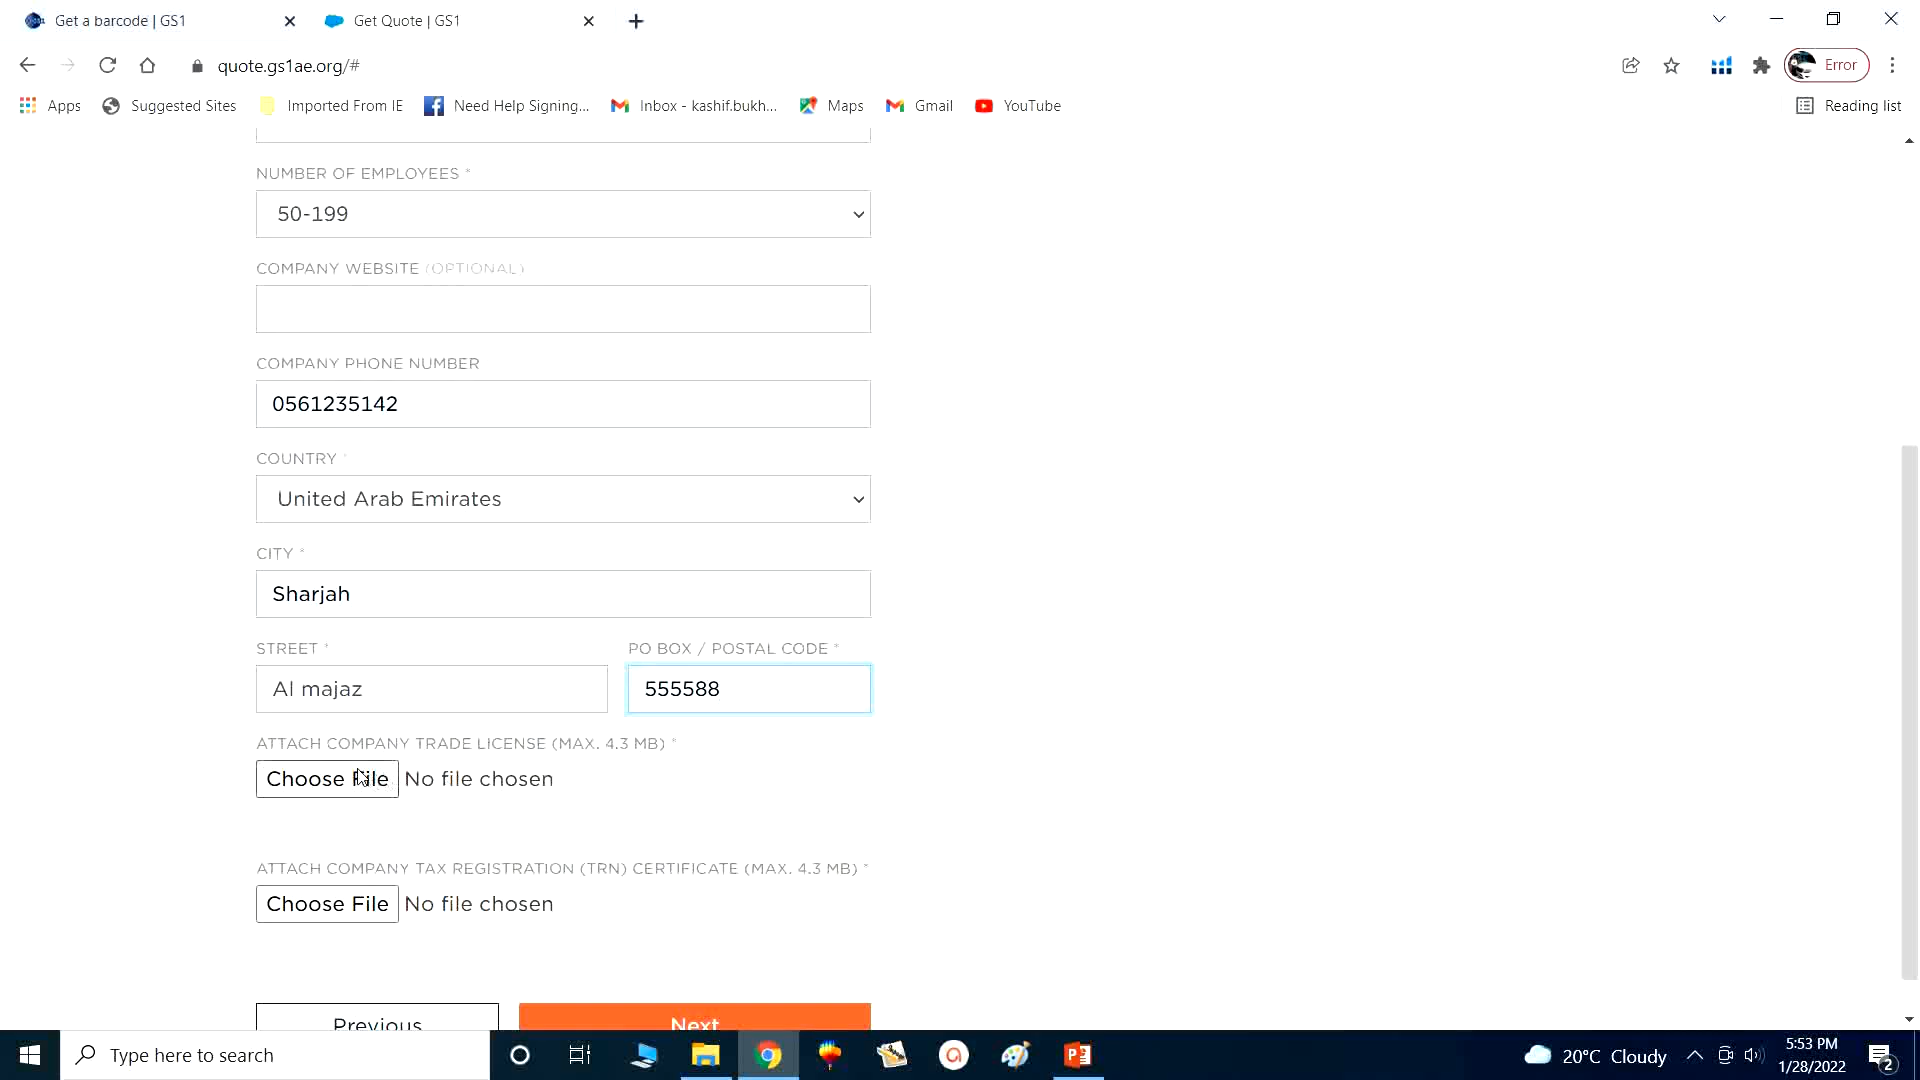 Get a barcode | GS1
Get Quote | GS1
quote.gs1ae.org/#
Error
Apps
Suggested Sites
Imported From IE
Need Help Signing...
Inbox - kashif.bukh...
Maps
Gmail
YouTube
Reading list
NUMBER OF EMPLOYEES *
50-199
COMPANY WEBSITE (OPTIONAL)
COMPANY PHONE NUMBER
0561235142
COUNTRY *
United Arab Emirates
CITY *
Sharjah
STREET *
PO BOX / POSTAL CODE *
Al majaz
555588
ATTACH COMPANY TRADE LICENSE (MAX. 4.3 MB) *
Choose File No file chosen
ATTACH COMPANY TAX REGISTRATION (TRN) CERTIFICATE (MAX. 4.3 MB) *
Choose File No file chosen
Previous
Next
Type here to search
20°C Cloudy
5:53 PM
1/28/2022
2